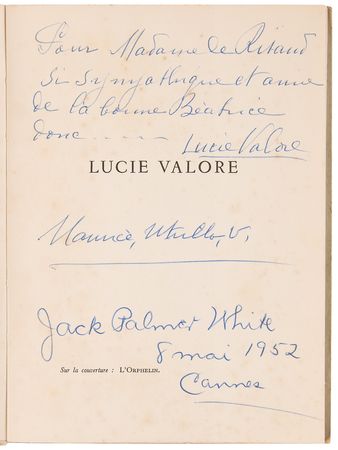 Pour Madame de Ritaud
si sympathique et amie
de la bonne Béatrice
donc - - - - -
Lucie Valore
LUCIE VALORE
Maurice, Utrillo, V.
Jack Palmer White
8 mai 1952
Cannes
Sur la couverture : L'ORPHELIN.